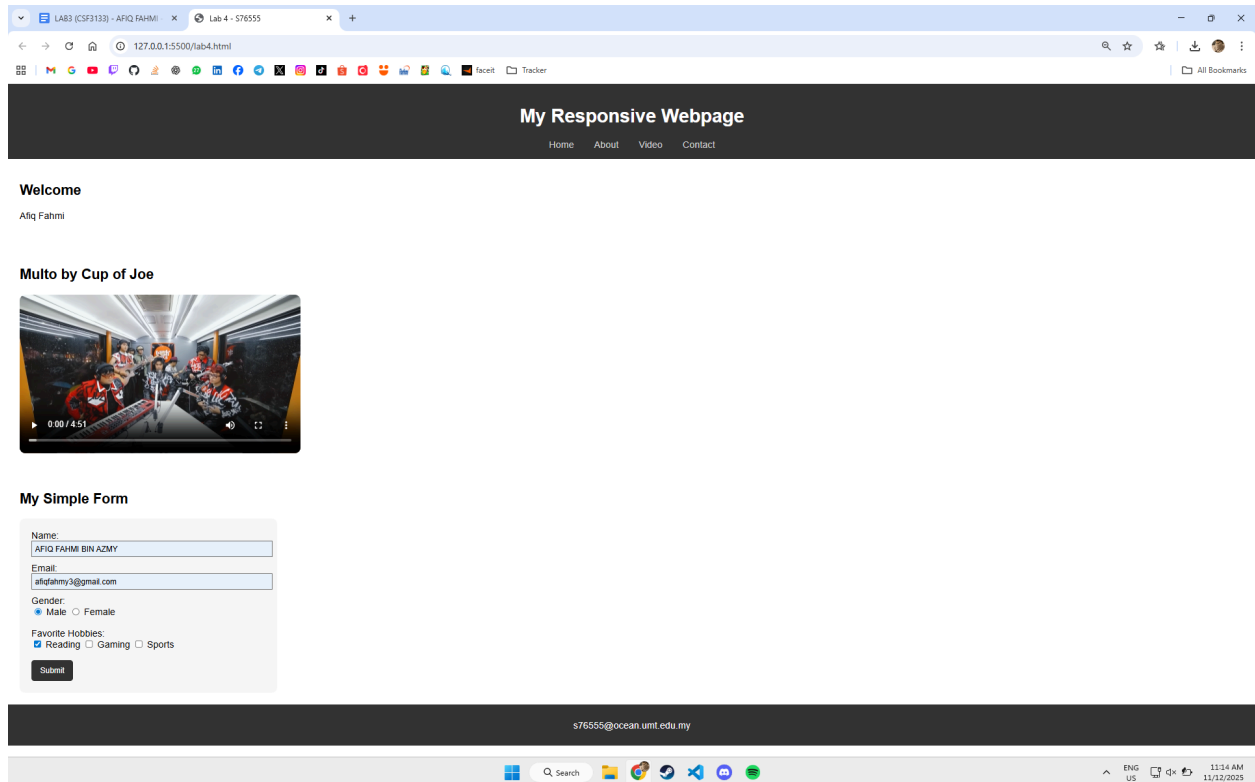 LAB3 (CSF3133) - AFIQ FAHMI -
Lab 4 - S76555
127.0.0.1:5500/lab4.html
faceit
Tracker
All Bookmarks
My Responsive Webpage
Home About Video Contact
Welcome
Afiq Fahmi
Multo by Cup of Joe
0:00 / 4:51
My Simple Form
Name:
AFIQ FAHMI BIN AZMY
Email:
afiqfahmy3@gmail.com
Gender:
Male Female
Favorite Hobbies:
Reading Gaming Sports
Submit
s76555@ocean.umt.edu.my
Search
ENG
US
11:14 AM
11/12/2025